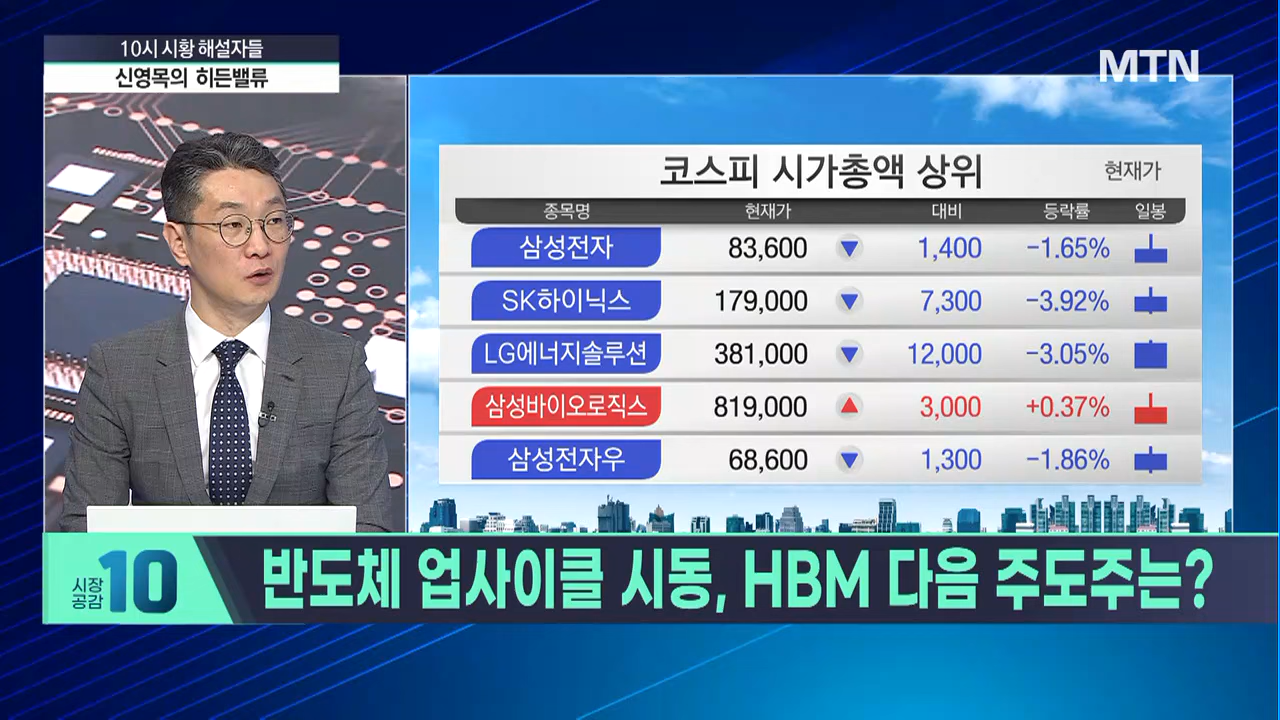 10시 시황 해설자들
신영목의 히든밸류
MTN
코스피 시가총액 상위
현재가
종목명 현재가 대비 등락률 일봉
삼성전자 83,600 ▼ 1,400 -1.65%
SK하이닉스 179,000 ▼ 7,300 -3.92%
LG에너지솔루션 381,000 ▼ 12,000 -3.05%
삼성바이오로직스 819,000 ▲ 3,000 +0.37%
삼성전자우 68,600 ▼ 1,300 -1.86%
시장공감 10
반도체 업사이클 시동, HBM 다음 주도주는?